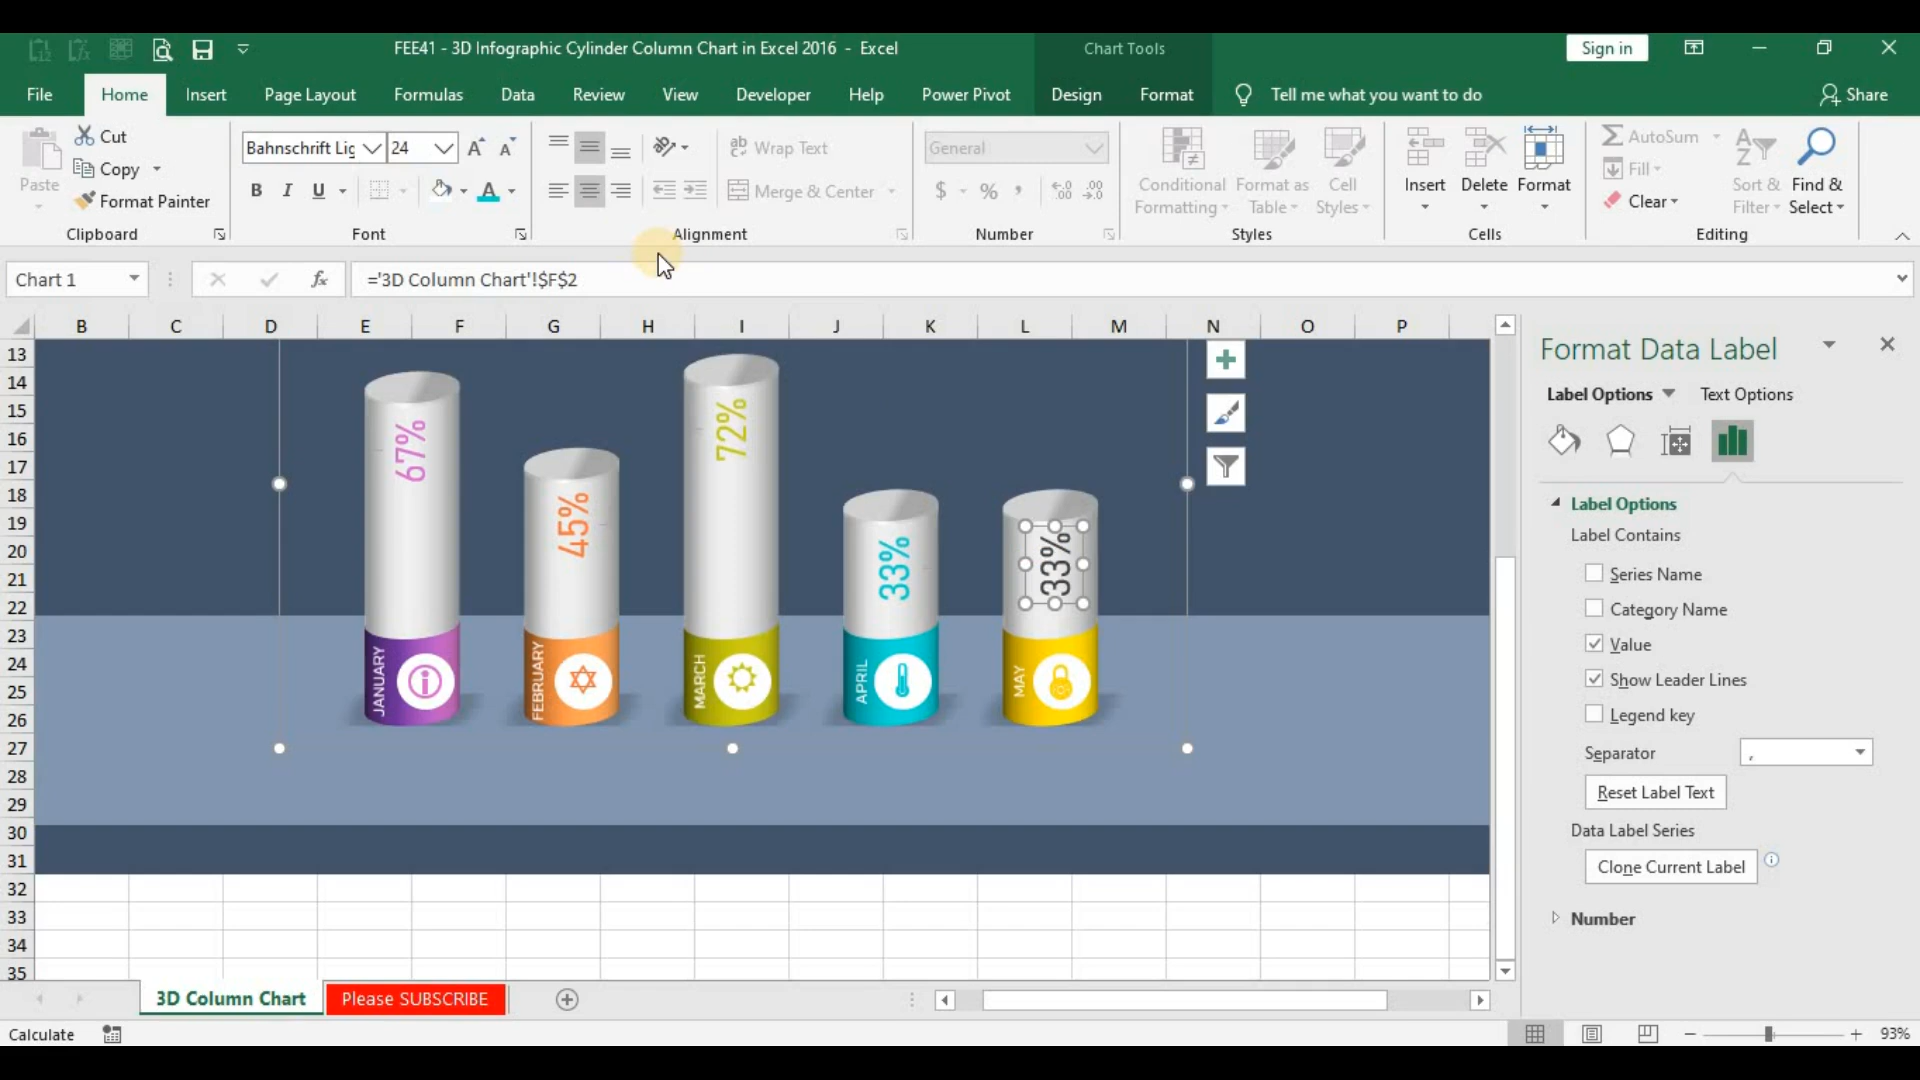 FEE41 - 3D Infographic Cylinder Column Chart in Excel 2016 - Excel
Chart Tools
Sign in
File Home Insert Page Layout Formulas Data Review View Developer Help Power Pivot Design Format Tell me what you want to do Share
Paste
Cut
Copy
Format Painter
Clipboard
Bahnschrift Lig 24
B I U
Font
Wrap Text
Merge & Center
Alignment
General
$ % ,
Number
Conditional Formatting
Format as Table
Cell Styles
Styles
Insert
Delete
Format
Cells
AutoSum
Fill
Clear
Sort & Filter
Find & Select
Editing
Chart 1
fx
='3D Column Chart'!$F$2
B C D E F G H I J K L M N O P
13
14
15
16
17
18
19
20
21
22
23
24
25
26
27
28
29
30
31
32
33
34
35
67%
45%
72%
33%
33%
JANUARY
FEBRUARY
MARCH
APRIL
MAY
Format Data Label
Label Options
Text Options
Label Options
Label Contains
Series Name
Category Name
Value
Show Leader Lines
Legend key
Separator ,
Reset Label Text
Data Label Series
Clone Current Label
Number
3D Column Chart
Please SUBSCRIBE
Calculate
93%